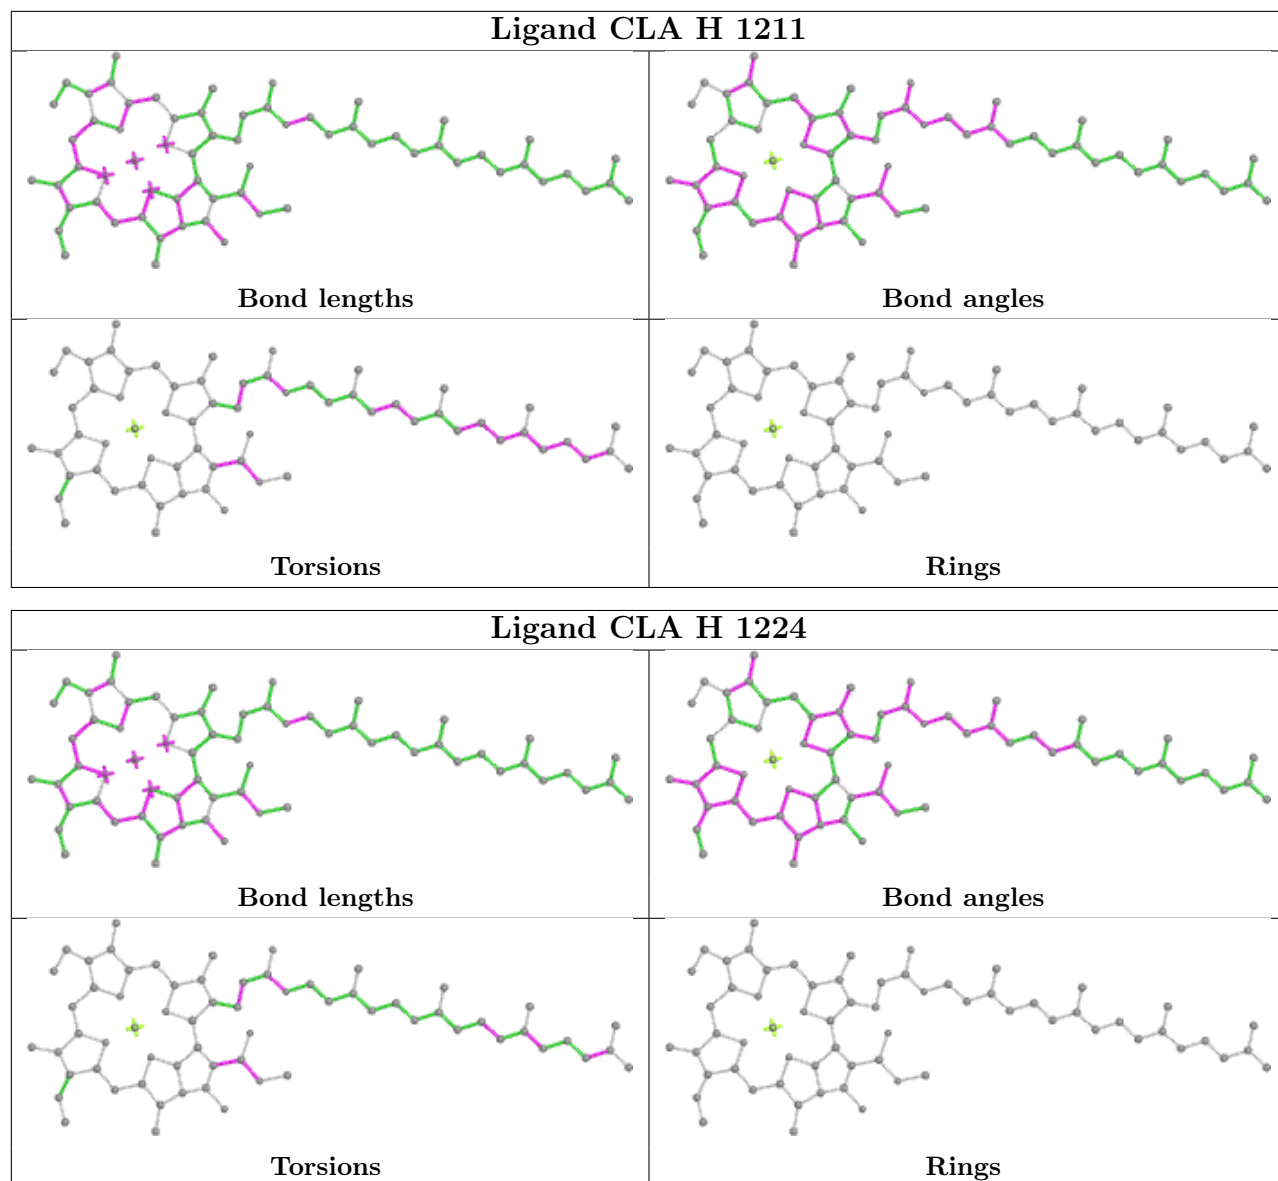 Ligand CLA H 1211
Bond lengths
Bond angles
Torsions
Rings
Ligand CLA H 1224
Bond lengths
Bond angles
Torsions
Rings